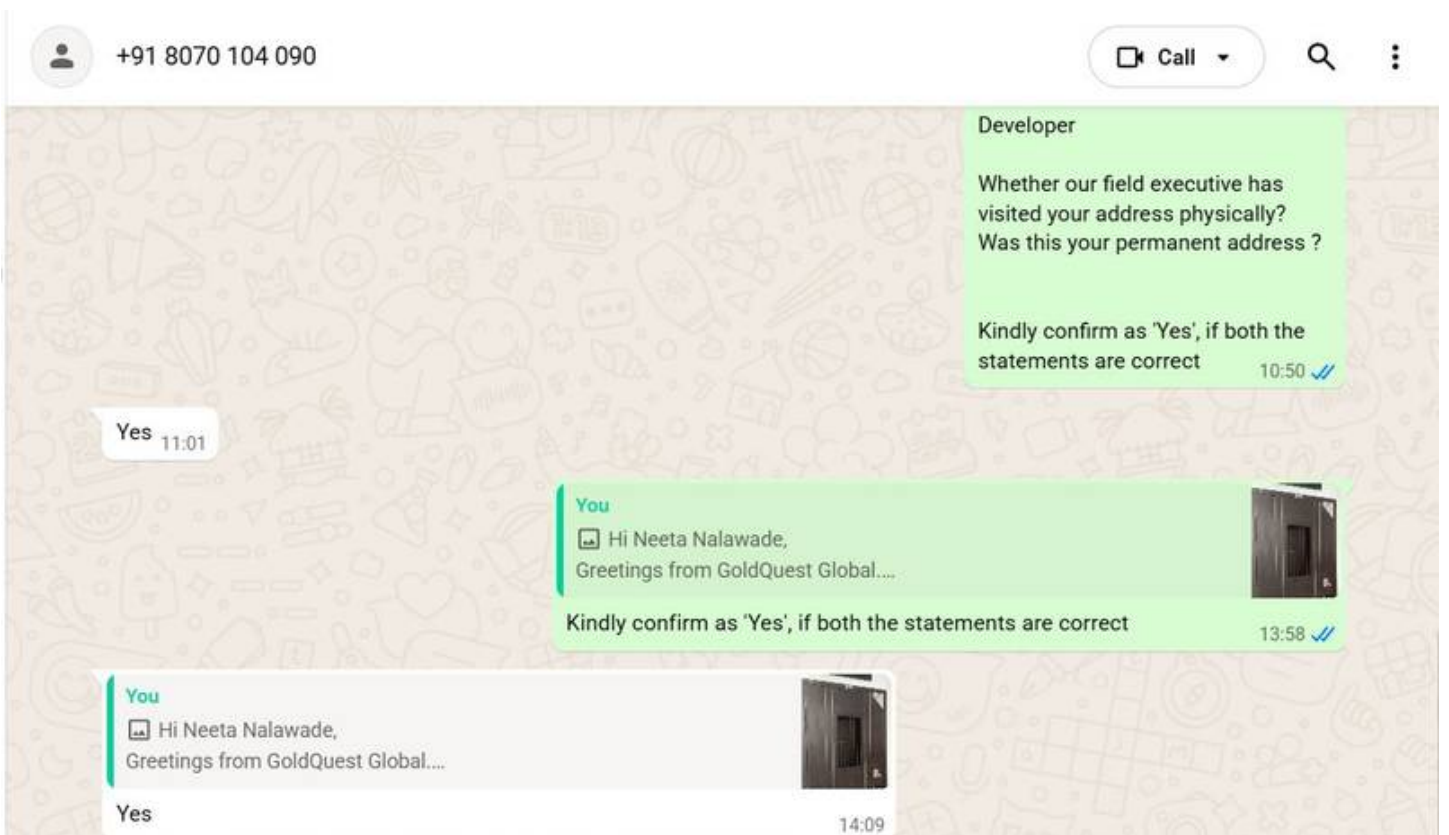 +91 8070 104 090
Call
Developer
Whether our field executive has
visited your address physically?
Was this your permanent address ?
Kindly confirm as 'Yes', if both the
statements are correct
10:50
Yes
11:01
You
Hi Neeta Nalawade,
Greetings from GoldQuest Global....
Kindly confirm as 'Yes', if both the statements are correct
13:58
You
Hi Neeta Nalawade,
Greetings from GoldQuest Global....
Yes
14:09